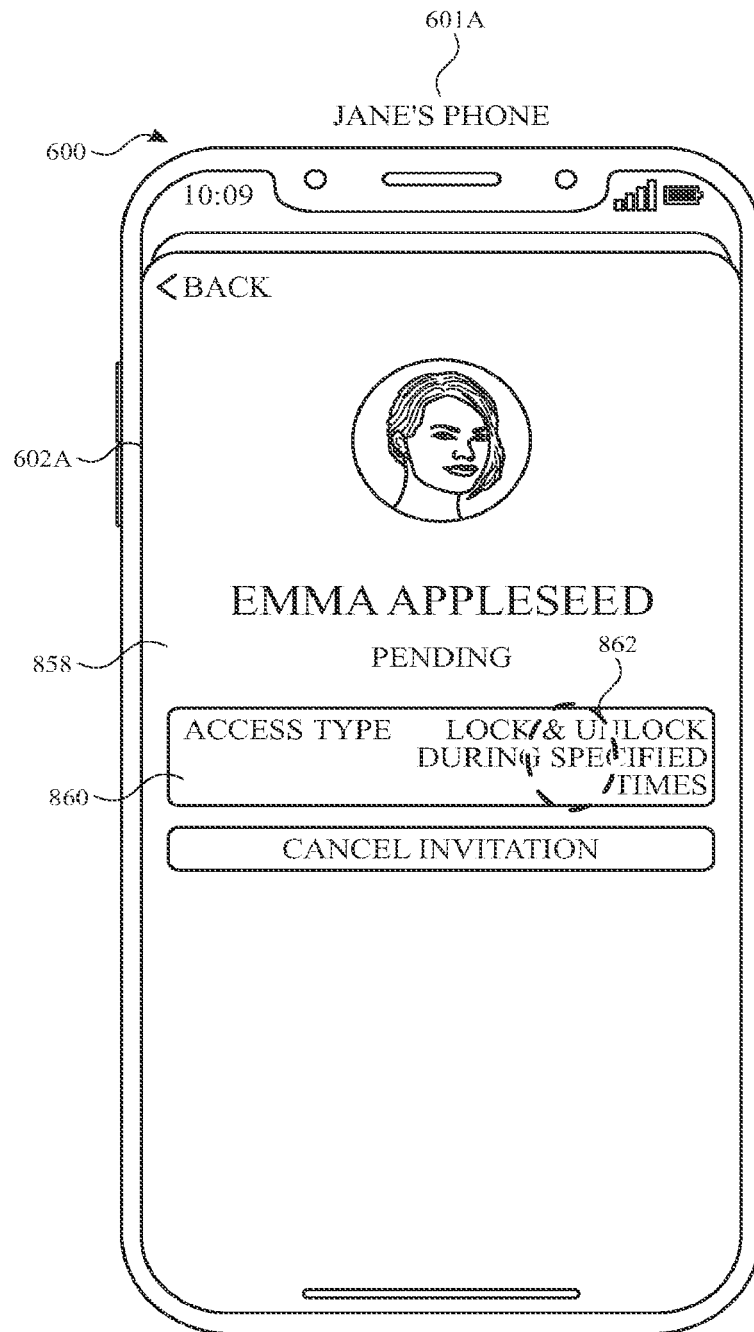 601A
JANE'S PHONE
600
10:09
< BACK
602A
EMMA APPLESEED
858
PENDING
862
ACCESS TYPE LOCK & UNLOCK
DURING SPECIFIED
TIMES
860
CANCEL INVITATION